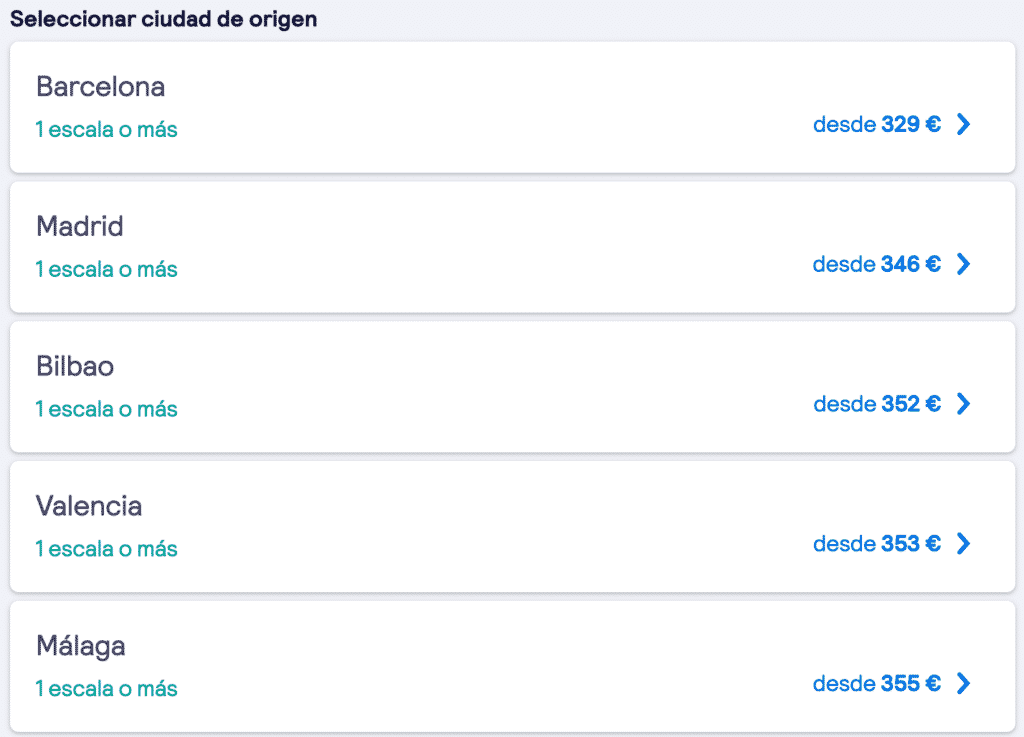 Seleccionar ciudad de origen
Barcelona
1 escala o más
desde 329 €
Madrid
1 escala o más
desde 346 €
Bilbao
1 escala o más
desde 352 €
Valencia
1 escala o más
desde 353 €
Málaga
1 escala o más
desde 355 €